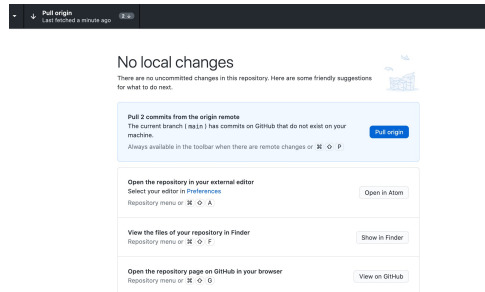 Pull origin
Last fetched a minute ago
2 ↓
No local changes
There are no uncommitted changes in this repository. Here are some friendly suggestions
for what to do next.
Pull 2 commits from the origin remote
The current branch ( main ) has commits on GitHub that do not exist on your
machine.
Always available in the toolbar when there are remote changes or ⌘ ⇧ P
Pull origin
Open the repository in your external editor
Select your editor in Preferences
Repository menu or ⌘ ⇧ A
Open in Atom
View the files of your repository in Finder
Repository menu or ⌘ ⇧ F
Show in Finder
Open the repository page on GitHub in your browser
Repository menu or ⌘ ⇧ G
View on GitHub